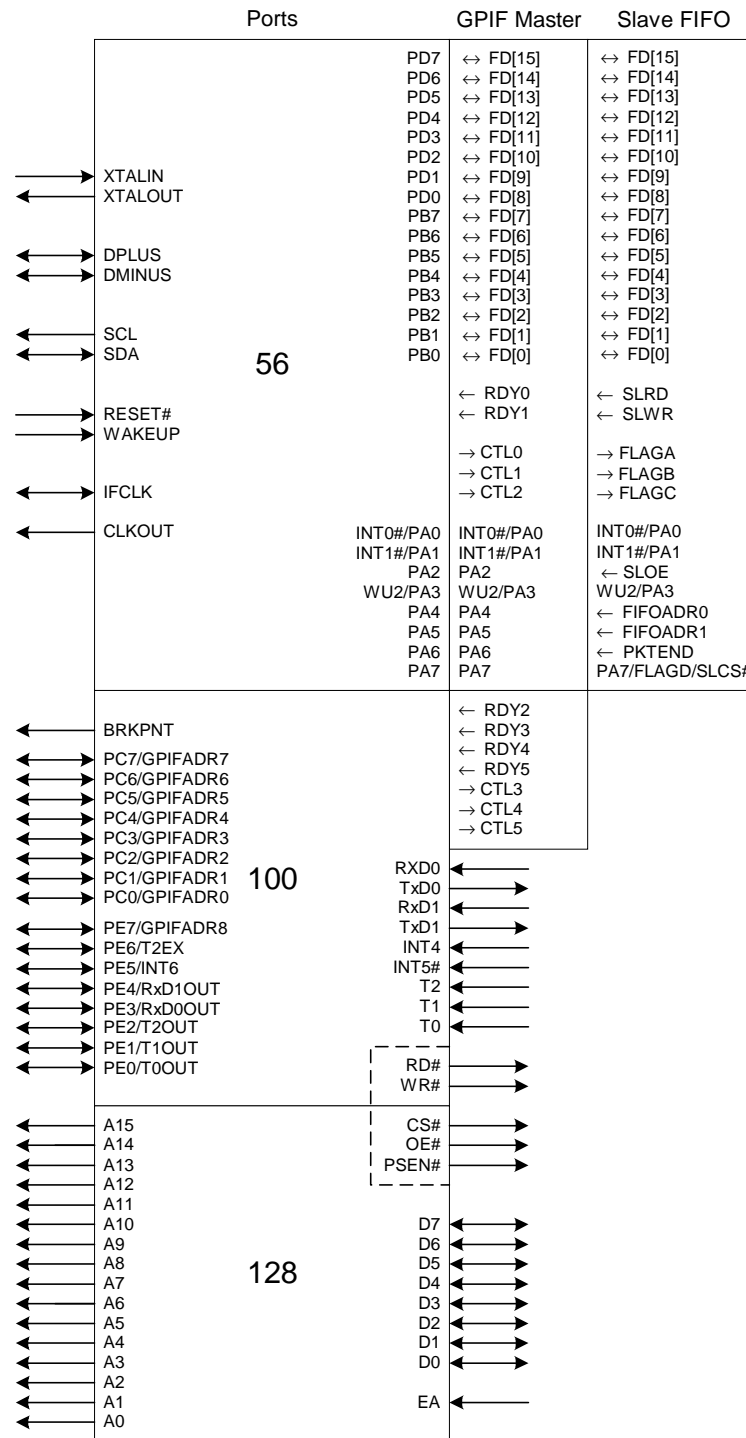 Ports GPIF Master Slave FIFO
PD7 ↔ FD[15] ↔ FD[15]
PD6 ↔ FD[14] ↔ FD[14]
PD5 ↔ FD[13] ↔ FD[13]
PD4 ↔ FD[12] ↔ FD[12]
PD3 ↔ FD[11] ↔ FD[11]
PD2 ↔ FD[10] ↔ FD[10]
XTALIN PD1 ↔ FD[9] ↔ FD[9]
XTALOUT PD0 ↔ FD[8] ↔ FD[8]
PB7 ↔ FD[7] ↔ FD[7]
PB6 ↔ FD[6] ↔ FD[6]
DPLUS PB5 ↔ FD[5] ↔ FD[5]
DMINUS PB4 ↔ FD[4] ↔ FD[4]
PB3 ↔ FD[3] ↔ FD[3]
PB2 ↔ FD[2] ↔ FD[2]
SCL PB1 ↔ FD[1] ↔ FD[1]
SDA PB0 ↔ FD[0] ↔ FD[0]
56
← RDY0 ← SLRD
RESET# ← RDY1 ← SLWR
WAKEUP
→ CTL0 → FLAGA
→ CTL1 → FLAGB
IFCLK → CTL2 → FLAGC
CLKOUT INT0#/PA0 INT0#/PA0 INT0#/PA0
INT1#/PA1 INT1#/PA1 INT1#/PA1
PA2 PA2 ← SLOE
WU2/PA3 WU2/PA3 WU2/PA3
PA4 PA4 ← FIFOADR0
PA5 PA5 ← FIFOADR1
PA6 PA6 ← PKTEND
PA7 PA7 PA7/FLAGD/SLCS#
← RDY2
BRKPNT ← RDY3
← RDY4
PC7/GPIFADR7 ← RDY5
PC6/GPIFADR6 → CTL3
PC5/GPIFADR5 → CTL4
PC4/GPIFADR4 → CTL5
PC3/GPIFADR3
PC2/GPIFADR2
PC1/GPIFADR1 100 RXD0
PC0/GPIFADR0 TxD0
RxD1
PE7/GPIFADR8 TxD1
PE6/T2EX INT4
PE5/INT6 INT5#
PE4/RxD1OUT T2
PE3/RxD0OUT T1
PE2/T2OUT T0
PE1/T1OUT
PE0/T0OUT RD#
WR#
A15 CS#
A14 OE#
A13 PSEN#
A12
A11
A10 D7
A9 D6
A8 D5
128
A7 D4
A6 D3
A5 D2
A4 D1
A3 D0
A2
A1 EA
A0